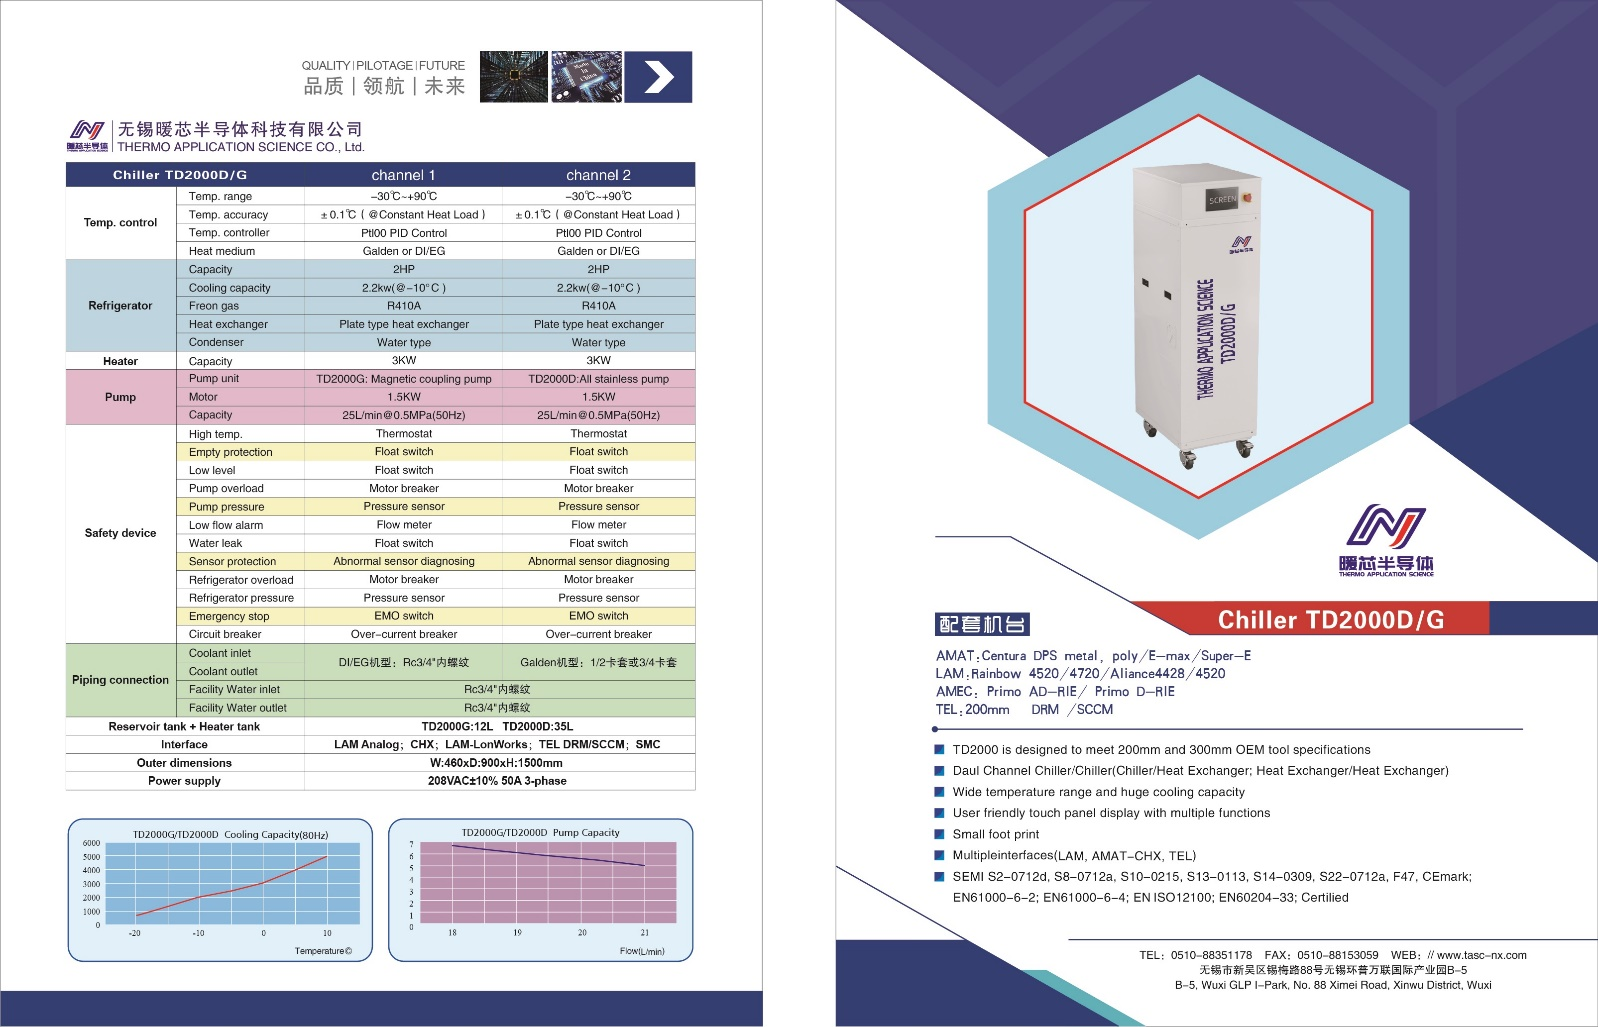 QUALITY|PILOTAGE|FUTURE
品质|领航|未来
Made in China
暖芯半导体
无锡暖芯半导体科技有限公司
THERMO APPLICATION SCIENCE CO., Ltd.
Chiller TD2000D/G channel 1 channel 2
Temp. control
Temp. range –30℃~+90℃ –30℃~+90℃
Temp. accuracy ±0.1℃ ( @Constant Heat Load ) ±0.1℃ ( @Constant Heat Load )
Temp. controller Ptl00 PID Control Ptl00 PID Control
Heat medium Galden or DI/EG Galden or DI/EG
Refrigerator
Capacity 2HP 2HP
Cooling capacity 2.2kw(@–10°C ) 2.2kw(@–10°C )
Freon gas R410A R410A
Heat exchanger Plate type heat exchanger Plate type heat exchanger
Condenser Water type Water type
Heater Capacity 3KW 3KW
Pump
Pump unit TD2000G: Magnetic coupling pump TD2000D:All stainless pump
Motor 1.5KW 1.5KW
Capacity 25L/min@0.5MPa(50Hz) 25L/min@0.5MPa(50Hz)
Safety device
High temp. Thermostat Thermostat
Empty protection Float switch Float switch
Low level Float switch Float switch
Pump overload Motor breaker Motor breaker
Pump pressure Pressure sensor Pressure sensor
Low flow alarm Flow meter Flow meter
Water leak Float switch Float switch
Sensor protection Abnormal sensor diagnosing Abnormal sensor diagnosing
Refrigerator overload Motor breaker Motor breaker
Refrigerator pressure Pressure sensor Pressure sensor
Emergency stop EMO switch EMO switch
Circuit breaker Over–current breaker Over–current breaker
Piping connection
Coolant inlet
Coolant outlet
DI/EG机型：Rc3/4"内螺纹 Galden机型：1/2卡套或3/4卡套
Facility Water inlet Rc3/4"内螺纹
Facility Water outlet Rc3/4"内螺纹
Reservoir tank + Heater tank TD2000G:12L TD2000D:35L
Interface LAM Analog；CHX；LAM-LonWorks；TEL DRM/SCCM；SMC
Outer dimensions W:460xD:900xH:1500mm
Power supply 208VAC±10% 50A 3-phase
TD2000G/TD2000D Cooling Capacity(80Hz)
6000
5000
4000
3000
2000
1000
0
-20 -10 0 10
Temperature©
TD2000G/TD2000D Pump Capacity
7
6
5
4
3
2
1
0
18 19 20 21
Flow(L/min)
SCREEN
暖芯半导体
THERMO APPLICATION SCIENCE
TD2000D/G
暖芯半导体
THERMO APPLICATION SCIENCE
Chiller TD2000D/G
配套机台
AMAT:Centura DPS metal，poly/E—max/Super—E
LAM:Rainbow 4520/4720/Aliance4428/4520
AMEC：Primo AD—RIE/ Primo D—RIE
TEL:200mm DRM /SCCM
TD2000 is designed to meet 200mm and 300mm OEM tool specifications
Daul Channel Chiller/Chiller(Chiller/Heat Exchanger; Heat Exchanger/Heat Exchanger)
Wide temperature range and huge cooling capacity
User friendly touch panel display with multiple functions
Small foot print
Multipleinterfaces(LAM, AMAT–CHX, TEL)
SEMI S2–0712d, S8–0712a, S10–0215, S13–0113, S14–0309, S22–0712a, F47, CEmark;
EN61000–6–2; EN61000–6–4; EN ISO12100; EN60204–33; Certilied
TEL：0510–88351178 FAX：0510–88153059 WEB：// www.tasc–nx.com
无锡市新吴区锡梅路88号无锡环普万联国际产业园B–5
B–5, Wuxi GLP I–Park, No. 88 Ximei Road, Xinwu District, Wuxi